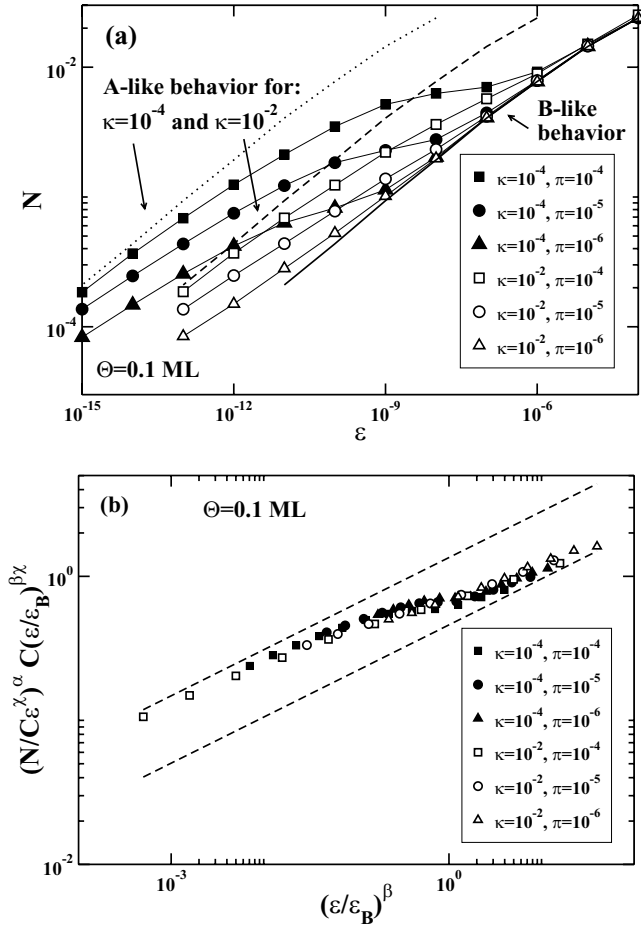 (a)
10⁻²
A-like behavior for:
κ=10⁻⁴ and κ=10⁻²
B-like
behavior
N
10⁻³
κ=10⁻⁴, π=10⁻⁴
κ=10⁻⁴, π=10⁻⁵
κ=10⁻⁴, π=10⁻⁶
κ=10⁻², π=10⁻⁴
κ=10⁻², π=10⁻⁵
κ=10⁻², π=10⁻⁶
10⁻⁴
Θ=0.1 ML
10⁻¹⁵ 10⁻¹² 10⁻⁹ 10⁻⁶
ε
(b)
Θ=0.1 ML
10⁰
(N/Cε^χ)^α C(ε/ε_B)^βχ
κ=10⁻⁴, π=10⁻⁴
κ=10⁻⁴, π=10⁻⁵
κ=10⁻⁴, π=10⁻⁶
κ=10⁻², π=10⁻⁴
κ=10⁻², π=10⁻⁵
κ=10⁻², π=10⁻⁶
10⁻²
10⁻³ 10⁰
(ε/ε_B)^β